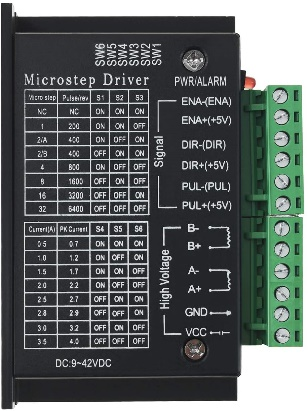 SW6
SW5
SW4
SW3
SW2
SW1
Microstep Driver
PWR/ALARM
Micro step Pulse/rev S1 S2 S3
NC NC ON ON ON
1 200 ON ON OFF
2/A 400 ON OFF ON
2/B 400 OFF ON ON
4 800 ON OFF OFF
8 1600 OFF ON OFF
16 3200 OFF OFF ON
32 6400 OFF OFF OFF
Current(A) PK Current S4 S5 S6
0.5 0.7 ON ON ON
1.0 1.2 ON OFF ON
1.5 1.7 ON ON OFF
2.0 2.2 ON OFF OFF
2.5 2.7 OFF ON ON
2.8 2.9 OFF OFF ON
3.0 3.2 OFF ON OFF
3.5 4.0 OFF OFF OFF
DC:9~42VDC
Signal
ENA-(ENA)
ENA+(+5V)
DIR-(DIR)
DIR+(+5V)
PUL-(PUL)
PUL+(+5V)
High Voltage
B-
B+
A-
A+
GND
VCC